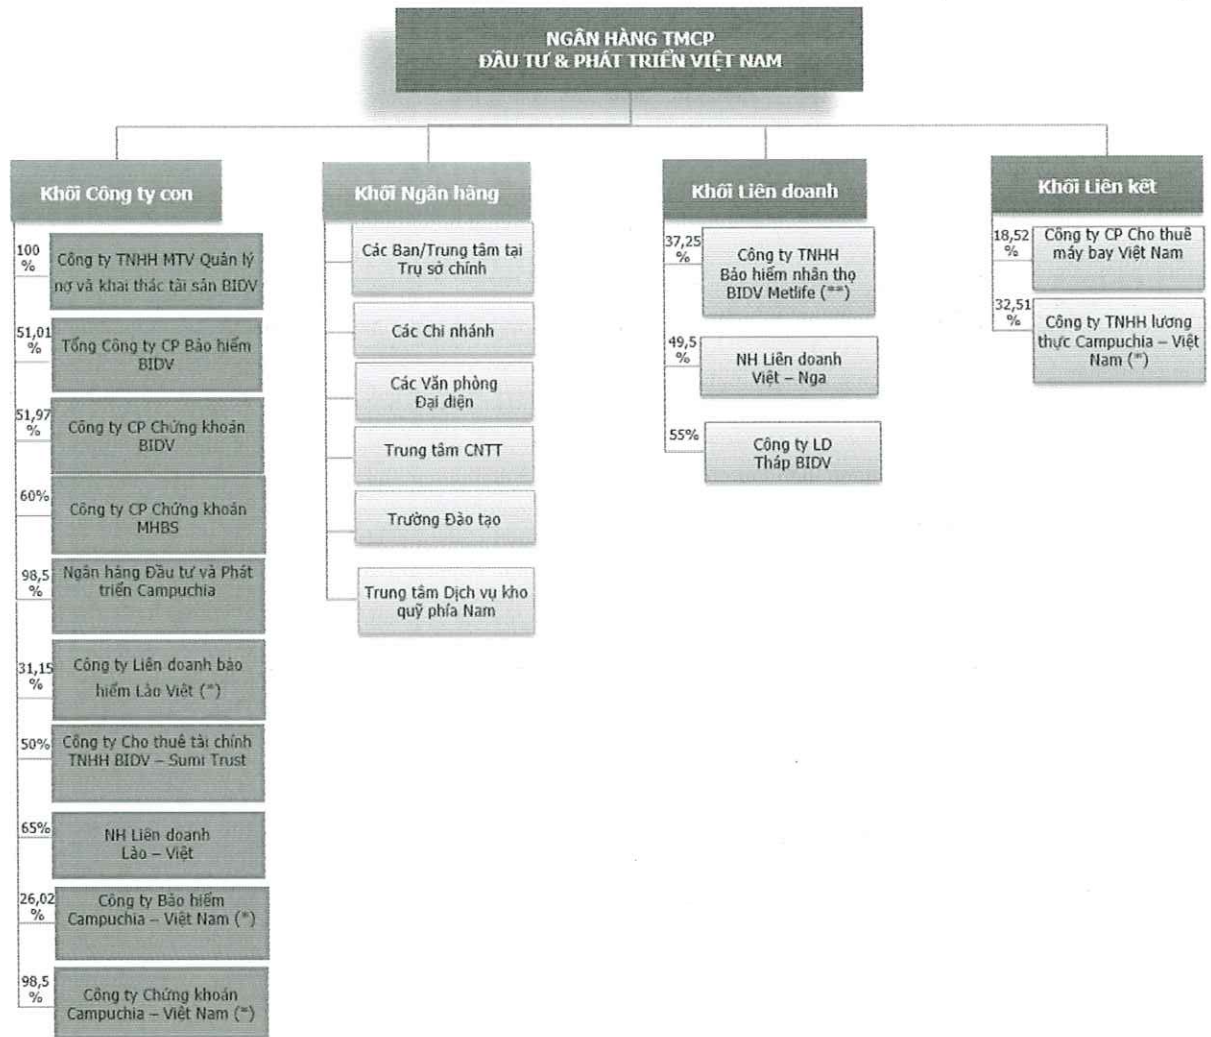 NGÂN HÀNG TMCP
ĐẦU TƯ & PHÁT TRIỂN VIỆT NAM
Khối Công ty con
100
%
Công ty TNHH MTV Quản lý
nợ và khai thác tài sản BIDV
51,01
%
Tổng Công ty CP Bảo hiểm
BIDV
51,97
%
Công ty CP Chứng khoán
BIDV
60%
Công ty CP Chứng khoán
MHBS
98,5
%
Ngân hàng Đầu tư và Phát
triển Campuchia
31,15
%
Công ty Liên doanh bảo
hiểm Lào Việt (*)
50%
Công ty Cho thuê tài chính
TNHH BIDV – Sumi Trust
65%
NH Liên doanh
Lào – Việt
26,02
%
Công ty Bảo hiểm
Campuchia – Việt Nam (*)
98,5
%
Công ty Chứng khoán
Campuchia – Việt Nam (*)
Khối Ngân hàng
Các Ban/Trung tâm tại
Trụ sở chính
Các Chi nhánh
Các Văn phòng
Đại diện
Trung tâm CNTT
Trường Đào tạo
Trung tâm Dịch vụ kho
quỹ phía Nam
Khối Liên doanh
37,25
%
Công ty TNHH
Bảo hiểm nhân thọ
BIDV Metlife (**)
49,5
%
NH Liên doanh
Việt – Nga
55%
Công ty LD
Tháp BIDV
Khối Liên kết
18,52
%
Công ty CP Cho thuê
máy bay Việt Nam
32,51
%
Công ty TNHH lương
thực Campuchia – Việt
Nam (*)